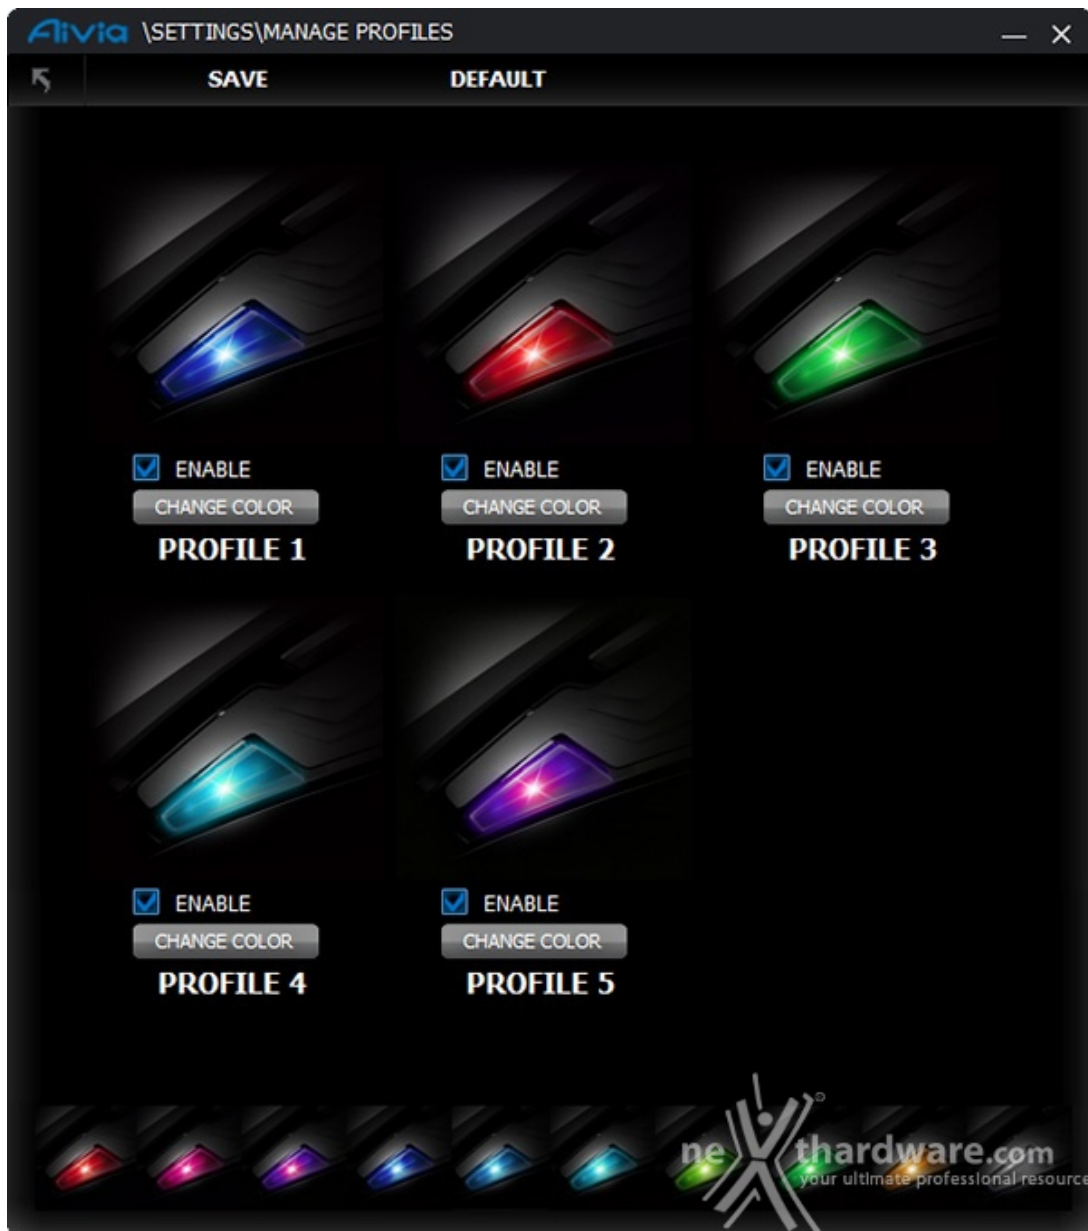 Aivia \SETTINGS\MANAGE PROFILES
SAVE DEFAULT
ENABLE ENABLE ENABLE
CHANGE COLOR CHANGE COLOR CHANGE COLOR
PROFILE 1 PROFILE 2 PROFILE 3
ENABLE ENABLE
CHANGE COLOR CHANGE COLOR
PROFILE 4 PROFILE 5
neXthardware.com
your ultimate professional resource